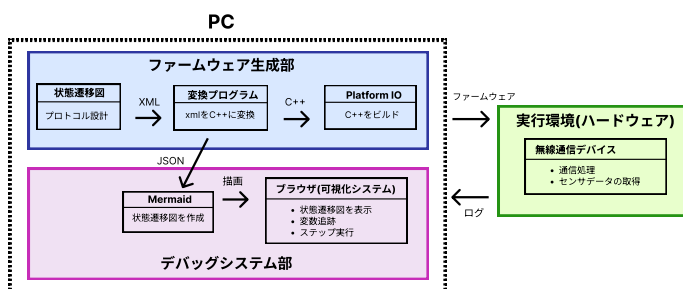 PC
ファームウェア生成部
状態遷移図
プロトコル設計
XML
変換プログラム
xmlをC++に変換
C++
Platform IO
C++をビルド
ファームウェア
実行環境(ハードウェア)
無線通信デバイス
• 通信処理
• センサデータの取得
ログ
JSON
Mermaid
状態遷移図を作成
描画
ブラウザ(可視化システム)
• 状態遷移図を表示
• 変数追跡
• ステップ実行
デバッグシステム部